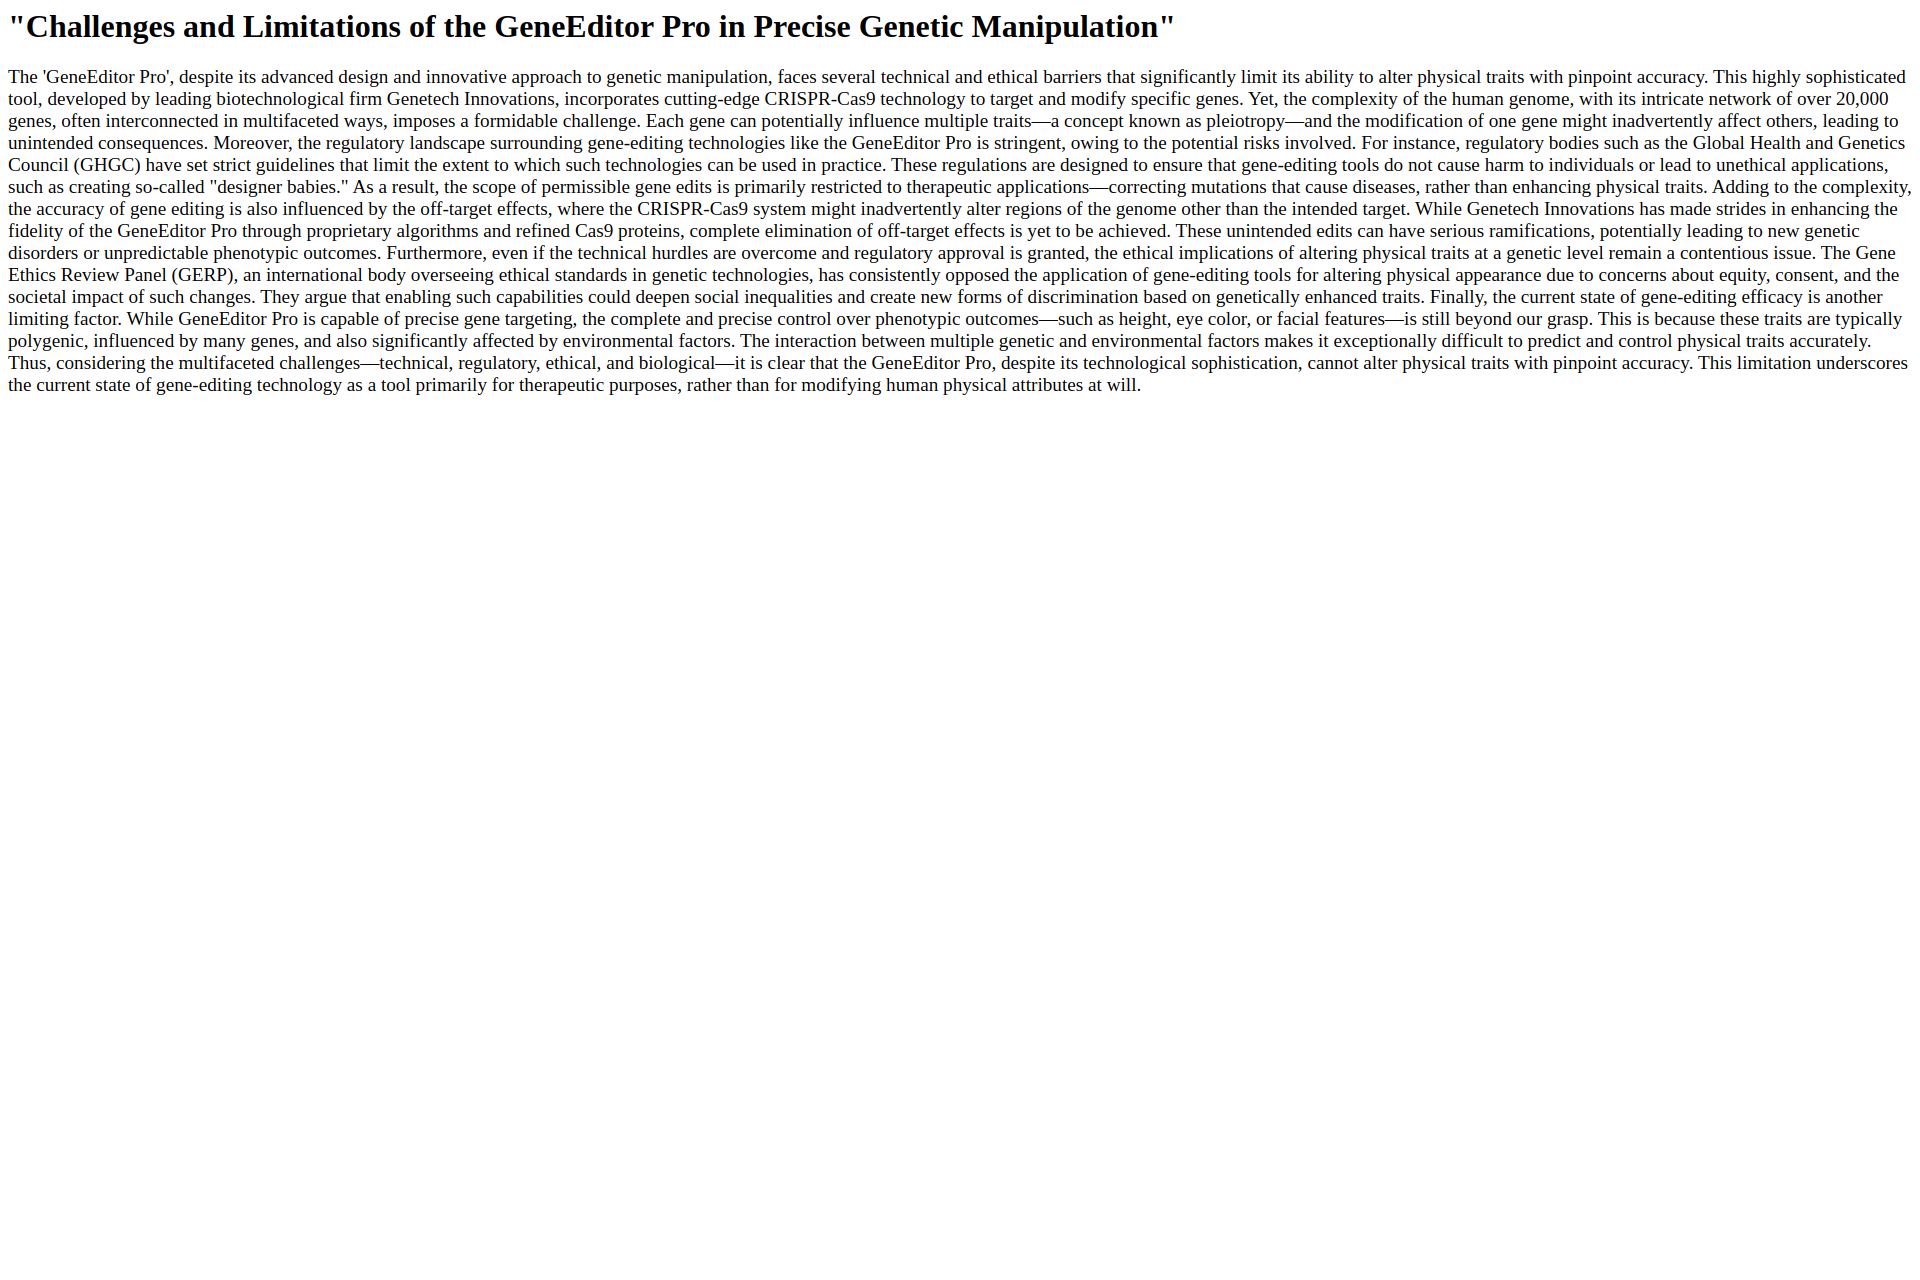 "Challenges and Limitations of the GeneEditor Pro in Precise Genetic Manipulation"
The 'GeneEditor Pro', despite its advanced design and innovative approach to genetic manipulation, faces several technical and ethical barriers that significantly limit its ability to alter physical traits with pinpoint accuracy. This highly sophisticated
tool, developed by leading biotechnological firm Genetech Innovations, incorporates cutting-edge CRISPR-Cas9 technology to target and modify specific genes. Yet, the complexity of the human genome, with its intricate network of over 20,000
genes, often interconnected in multifaceted ways, imposes a formidable challenge. Each gene can potentially influence multiple traits—a concept known as pleiotropy—and the modification of one gene might inadvertently affect others, leading to
unintended consequences. Moreover, the regulatory landscape surrounding gene-editing technologies like the GeneEditor Pro is stringent, owing to the potential risks involved. For instance, regulatory bodies such as the Global Health and Genetics
Council (GHGC) have set strict guidelines that limit the extent to which such technologies can be used in practice. These regulations are designed to ensure that gene-editing tools do not cause harm to individuals or lead to unethical applications,
such as creating so-called "designer babies." As a result, the scope of permissible gene edits is primarily restricted to therapeutic applications—correcting mutations that cause diseases, rather than enhancing physical traits. Adding to the complexity,
the accuracy of gene editing is also influenced by the off-target effects, where the CRISPR-Cas9 system might inadvertently alter regions of the genome other than the intended target. While Genetech Innovations has made strides in enhancing the
fidelity of the GeneEditor Pro through proprietary algorithms and refined Cas9 proteins, complete elimination of off-target effects is yet to be achieved. These unintended edits can have serious ramifications, potentially leading to new genetic
disorders or unpredictable phenotypic outcomes. Furthermore, even if the technical hurdles are overcome and regulatory approval is granted, the ethical implications of altering physical traits at a genetic level remain a contentious issue. The Gene
Ethics Review Panel (GERP), an international body overseeing ethical standards in genetic technologies, has consistently opposed the application of gene-editing tools for altering physical appearance due to concerns about equity, consent, and the
societal impact of such changes. They argue that enabling such capabilities could deepen social inequalities and create new forms of discrimination based on genetically enhanced traits. Finally, the current state of gene-editing efficacy is another
limiting factor. While GeneEditor Pro is capable of precise gene targeting, the complete and precise control over phenotypic outcomes—such as height, eye color, or facial features—is still beyond our grasp. This is because these traits are typically
polygenic, influenced by many genes, and also significantly affected by environmental factors. The interaction between multiple genetic and environmental factors makes it exceptionally difficult to predict and control physical traits accurately.
Thus, considering the multifaceted challenges—technical, regulatory, ethical, and biological—it is clear that the GeneEditor Pro, despite its technological sophistication, cannot alter physical traits with pinpoint accuracy. This limitation underscores
the current state of gene-editing technology as a tool primarily for therapeutic purposes, rather than for modifying human physical attributes at will.